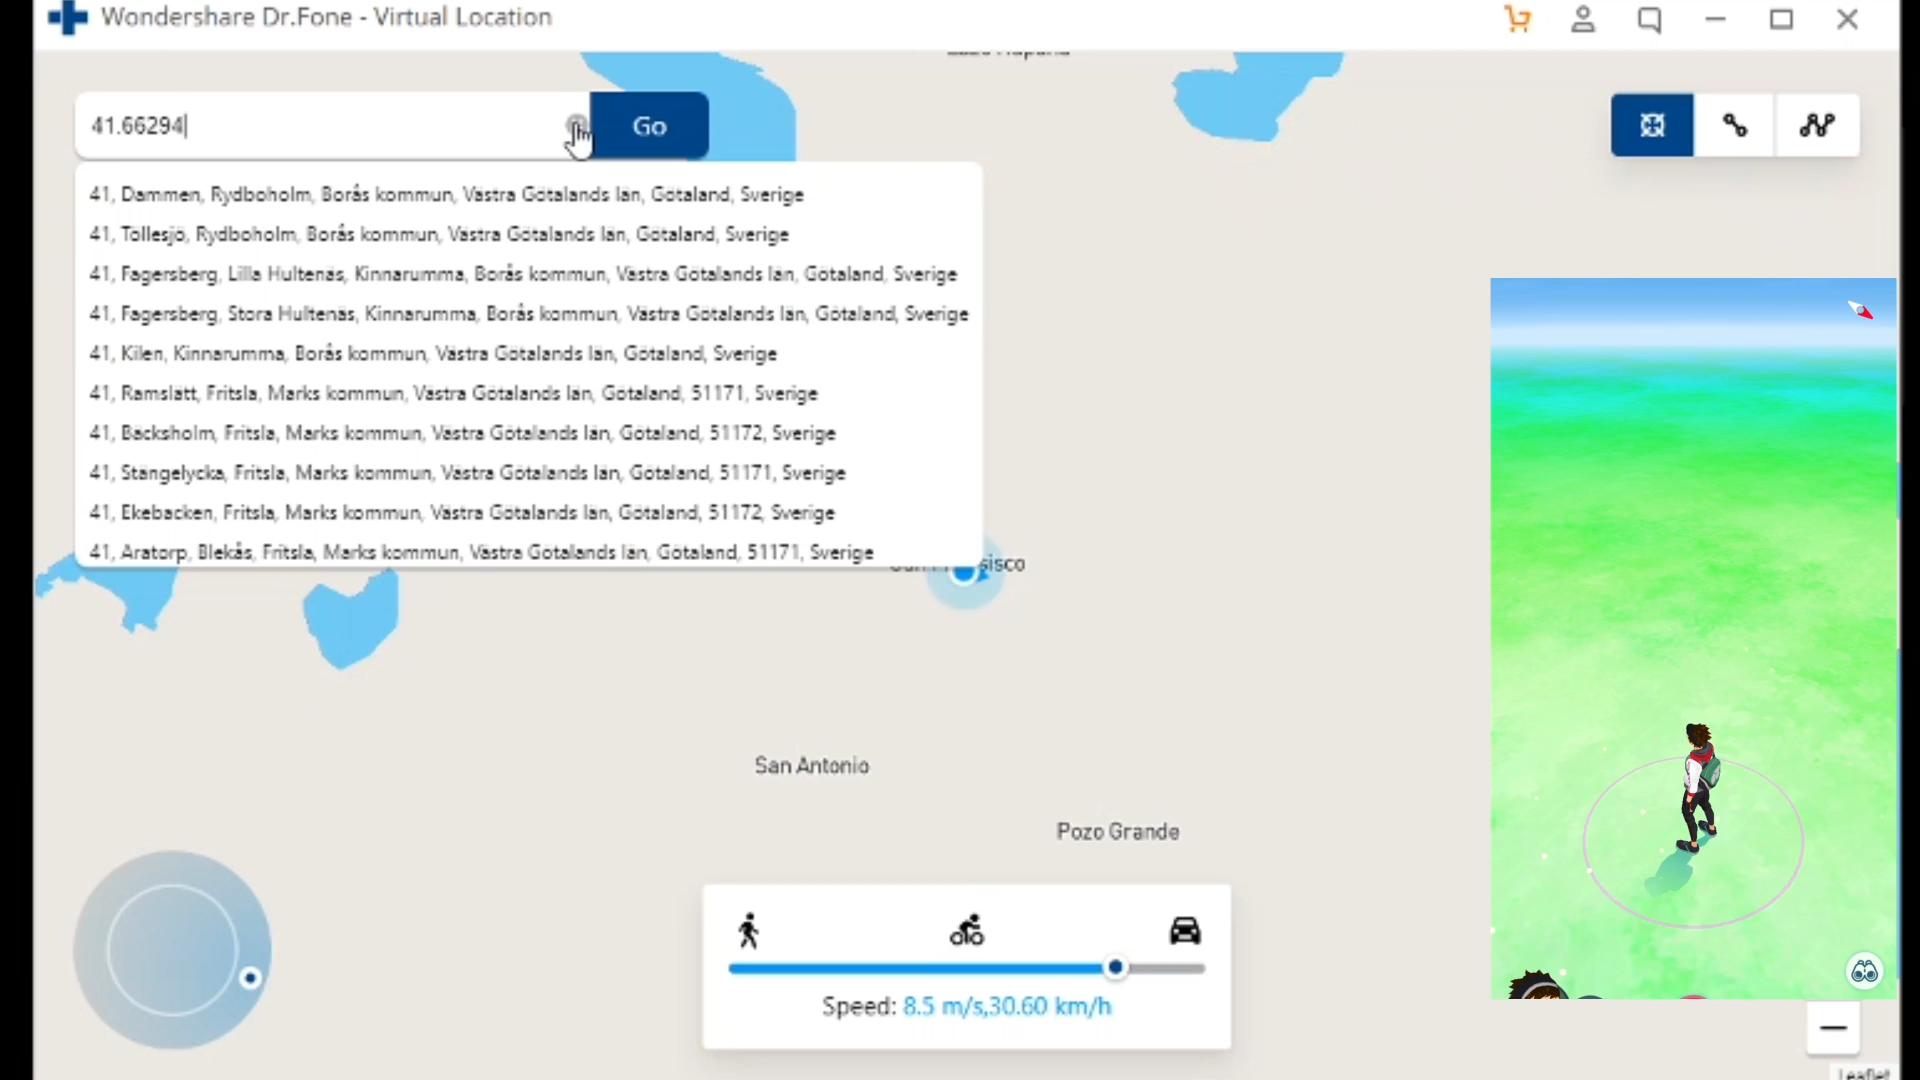 Wondershare Dr.Fone - Virtual Location
41.66294
Go
41, Dammen, Rydboholm, Borås kommun, Västra Götalands län, Götaland, Sverige
41, Töllesjö, Rydboholm, Borås kommun, Västra Götalands län, Götaland, Sverige
41, Fagersberg, Lilla Hultenäs, Kinnarumma, Borås kommun, Västra Götalands län, Götaland, Sverige
41, Fagersberg, Stora Hultenäs, Kinnarumma, Borås kommun, Västra Götalands län, Götaland, Sverige
41, Kilen, Kinnarumma, Borås kommun, Västra Götalands län, Götaland, Sverige
41, Ramslätt, Fritsla, Marks kommun, Västra Götalands län, Götaland, 51171, Sverige
41, Bäcksholm, Fritsla, Marks kommun, Västra Götalands län, Götaland, 51172, Sverige
41, Stängelycka, Fritsla, Marks kommun, Västra Götalands län, Götaland, 51171, Sverige
41, Ekebacken, Fritsla, Marks kommun, Västra Götalands län, Götaland, 51172, Sverige
41, Aratorp, Blekås, Fritsla, Marks kommun, Västra Götalands län, Götaland, 51171, Sverige
San Antonio
Pozo Grande
Speed: 8.5 m/s,30.60 km/h
Leaflet